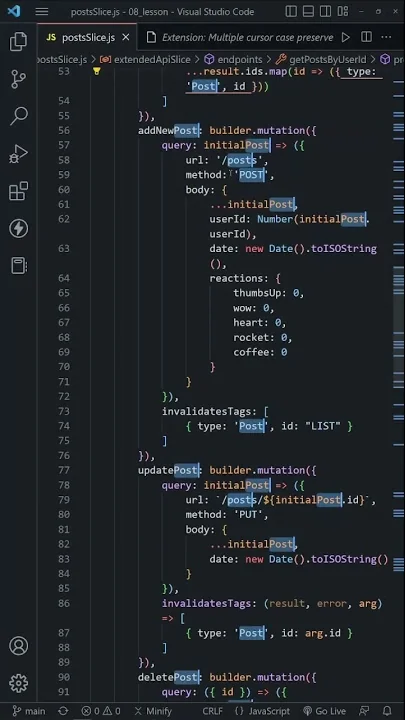 postsSlice.js - 08_lesson - Visual Studio Code
JS postsSlice.js
Extension: Multiple cursor case preserve
postsSlice.js > extendedApiSlice > endpoints > getPostsByUserId > pr
53 ...result.ids.map(id => ({ type:
'Post', id }))
54 ]
55 }),
56 addNewPost: builder.mutation({
57 query: initialPost => ({
58 url: '/posts',
59 method: 'POST',
60 body: {
61 ...initialPost,
62 userId: Number(initialPost.
userId),
63 date: new Date().toISOString
(),
64 reactions: {
65 thumbsUp: 0,
66 wow: 0,
67 heart: 0,
68 rocket: 0,
69 coffee: 0
70 }
71 }
72 }),
73 invalidatesTags: [
74 { type: 'Post', id: "LIST" }
75 ]
76 }),
77 updatePost: builder.mutation({
78 query: initialPost => ({
79 url: `/posts/${initialPost.id}`,
80 method: 'PUT',
81 body: {
82 ...initialPost,
83 date: new Date().toISOString()
84 }
85 }),
86 invalidatesTags: (result, error, arg)
=> [
87 { type: 'Post', id: arg.id }
88 ]
89 }),
90 deletePost: builder.mutation({
91 query: ({ id }) => ({
main 0 0 Minify CRLF {} JavaScript Go Live